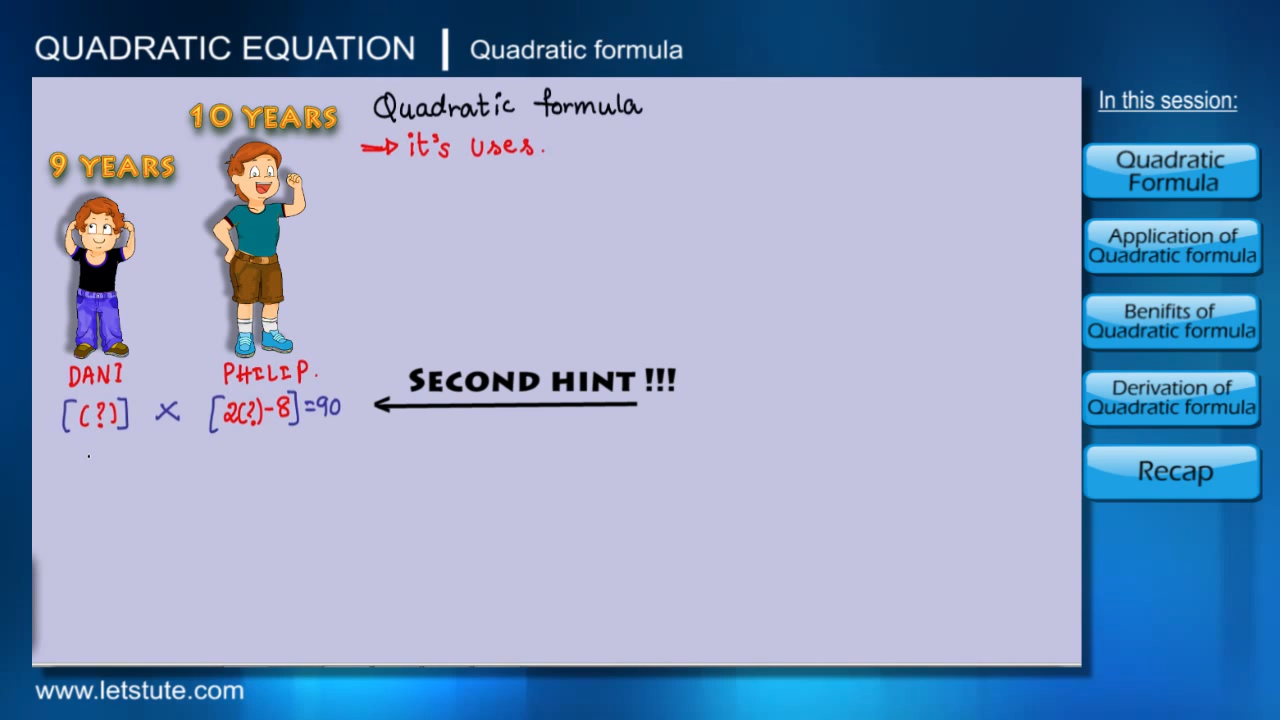 QUADRATIC EQUATION | Quadratic formula
In this session:
Quadratic
Formula
Application of
Quadratic formula
Benifits of
Quadratic formula
Derivation of
Quadratic formula
Recap
10 YEARS
9 YEARS
Quadratic formula
→ it's uses.
DANI
PHILIP.
[(?)] × [2(?)-8]=90
SECOND HINT !!!
www.letstute.com